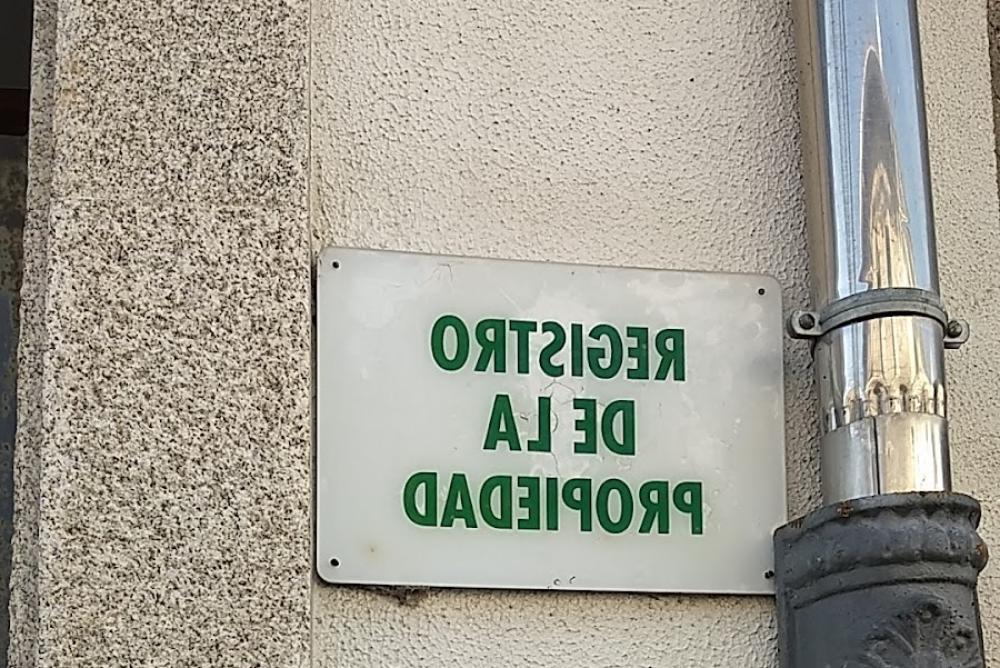 REGISTRO
DE LA
PROPIEDAD